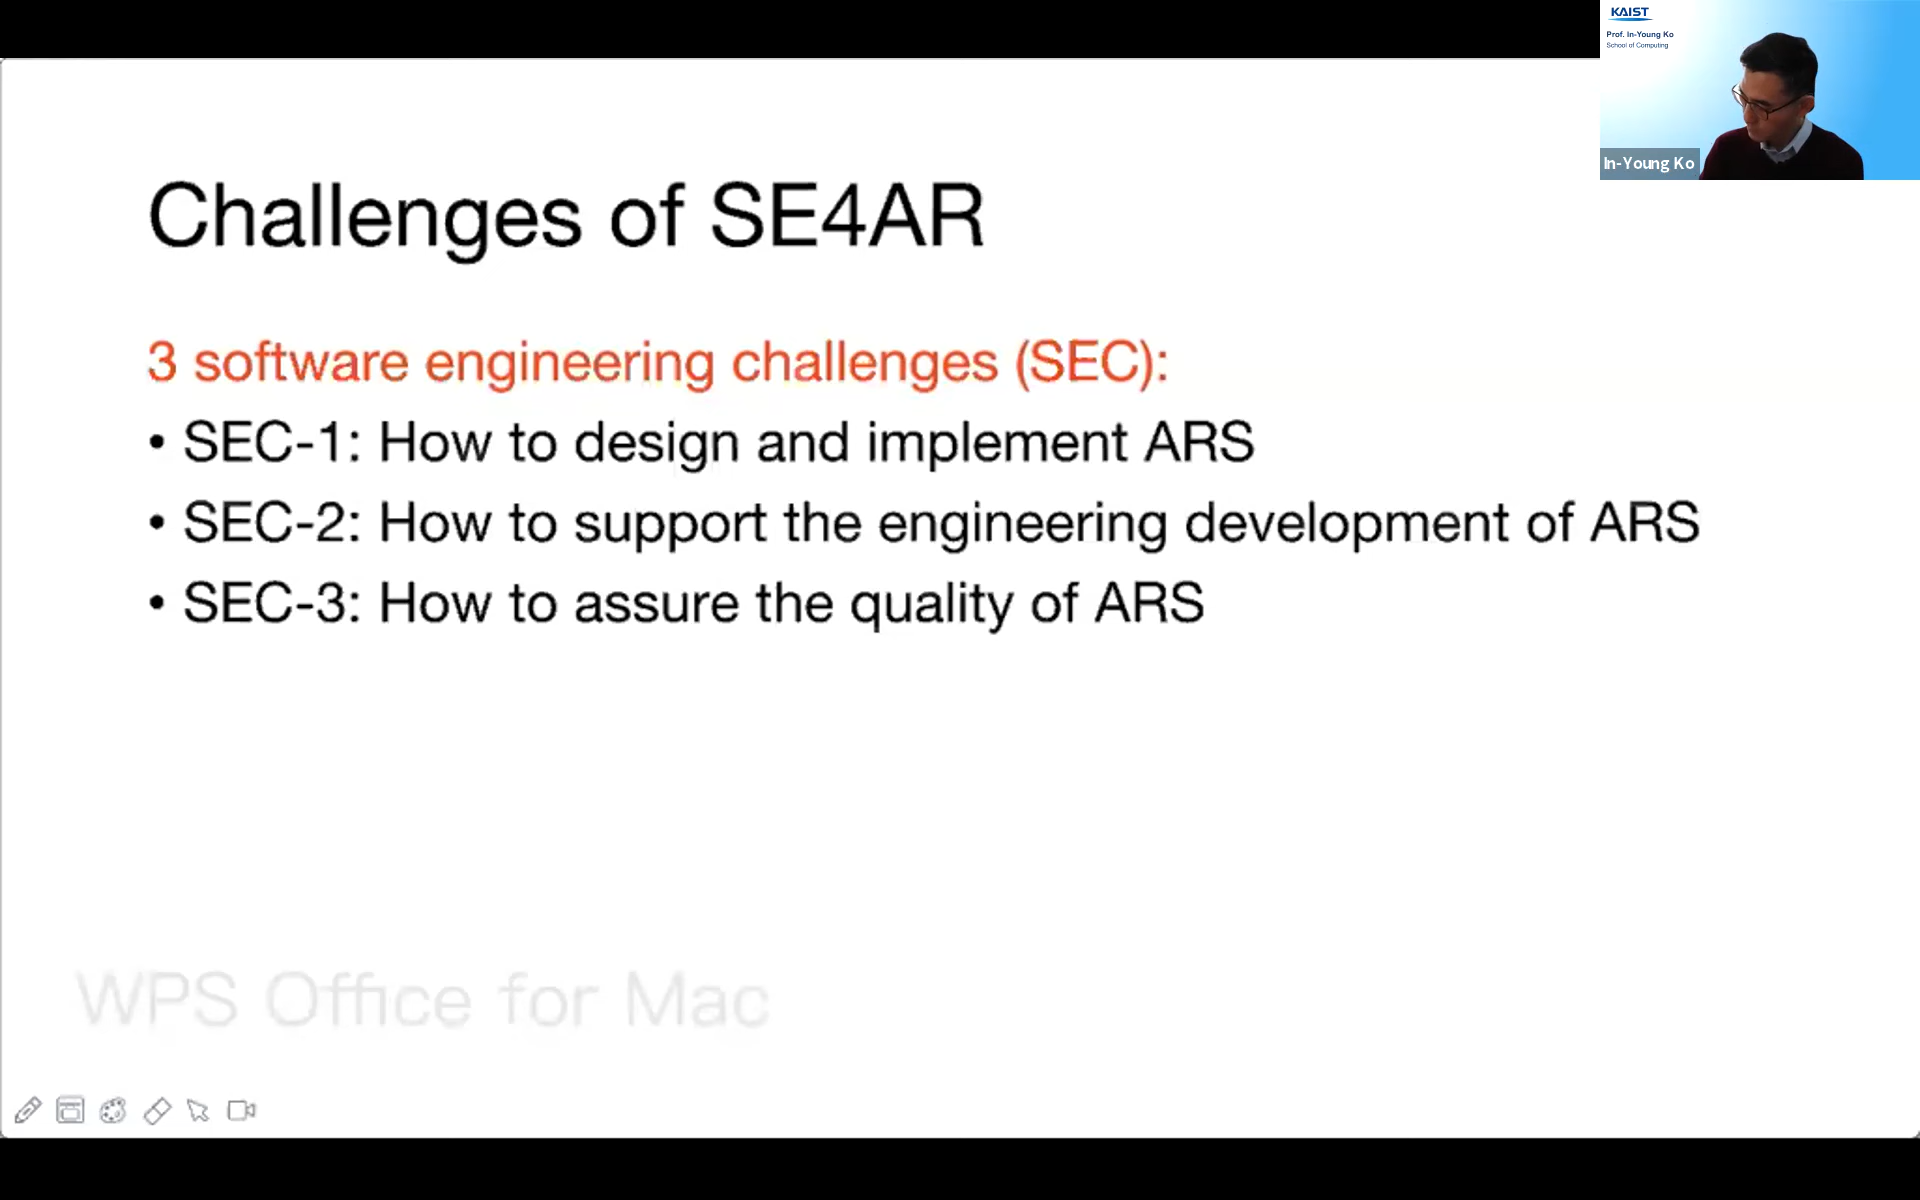 KAIST
Prof. In-Young Ko
School of Computing
In-Young Ko
Challenges of SE4AR
3 software engineering challenges (SEC):
• SEC-1: How to design and implement ARS
• SEC-2: How to support the engineering development of ARS
• SEC-3: How to assure the quality of ARS
WPS Office for Mac